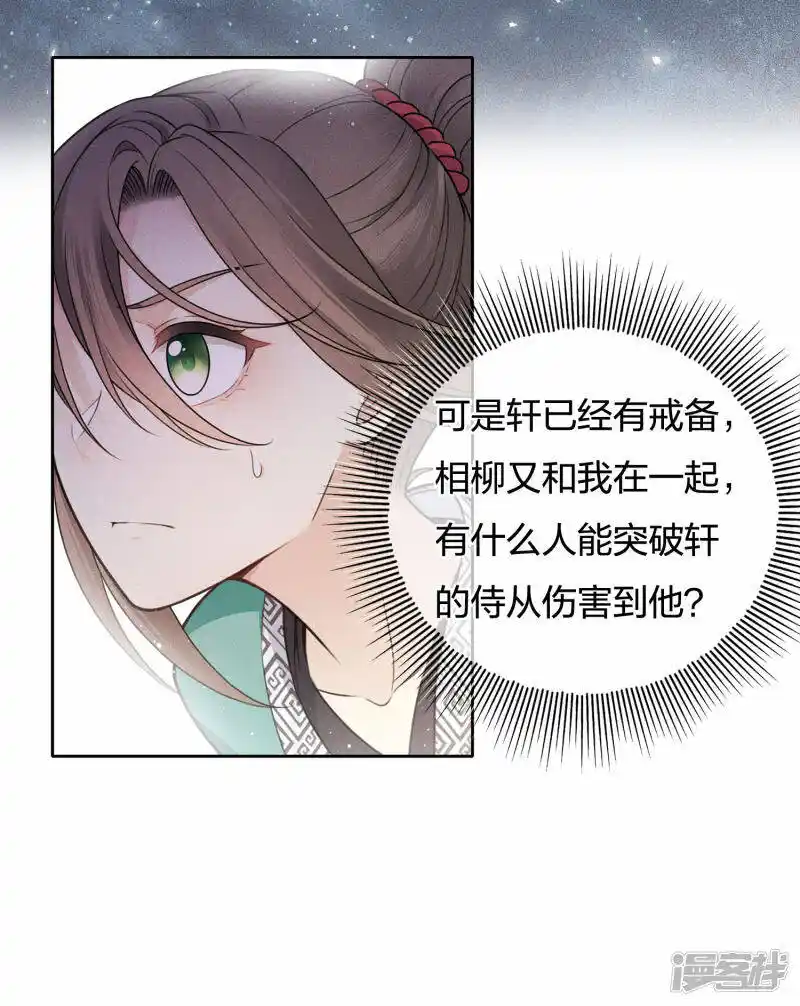 可是轩已经有戒备，
相柳又和我在一起，
有什么人能突破轩
的侍从伤害到他？
漫客栈